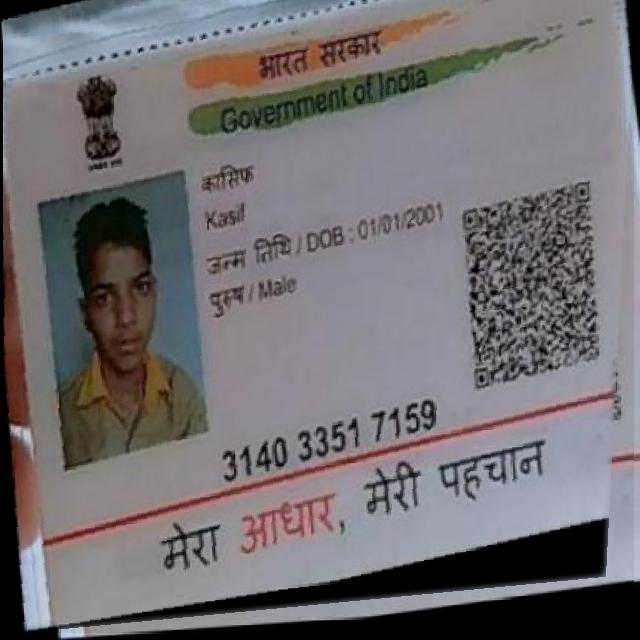 भारत सरकार
Government of India
कासिफ
Kasif
जन्म तिथि / DOB : 01/01/2001
पुरुष / Male
3140 3351 7159
मेरा आधार, मेरी पहचान